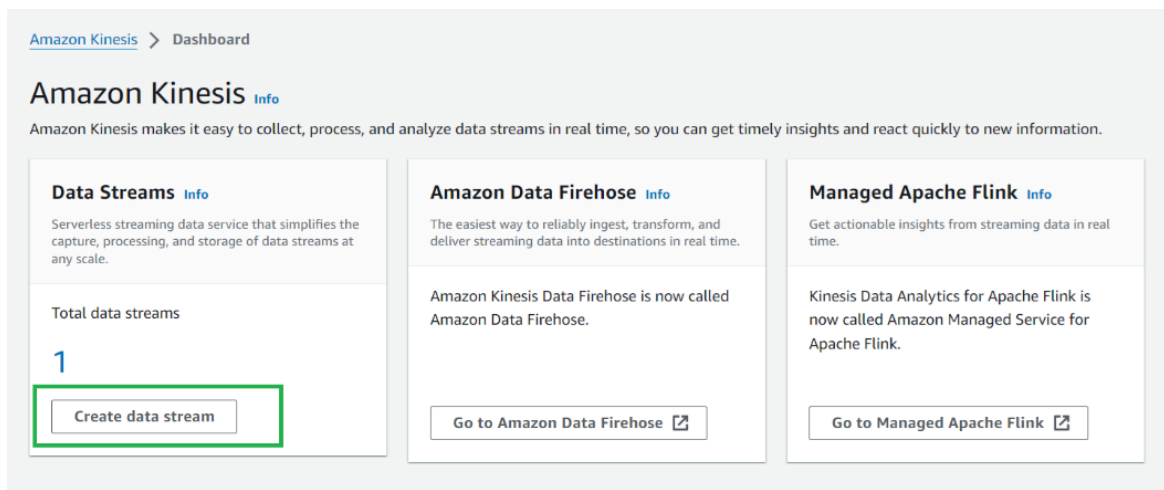 Amazon Kinesis > Dashboard
Amazon Kinesis Info
Amazon Kinesis makes it easy to collect, process, and analyze data streams in real time, so you can get timely insights and react quickly to new information.
Data Streams Info
Serverless streaming data service that simplifies the
capture, processing, and storage of data streams at
any scale.
Total data streams
1
Create data stream
Amazon Data Firehose Info
The easiest way to reliably ingest, transform, and
deliver streaming data into destinations in real time.
Amazon Kinesis Data Firehose is now called
Amazon Data Firehose.
Go to Amazon Data Firehose
Managed Apache Flink Info
Get actionable insights from streaming data in real
time.
Kinesis Data Analytics for Apache Flink is
now called Amazon Managed Service for
Apache Flink.
Go to Managed Apache Flink